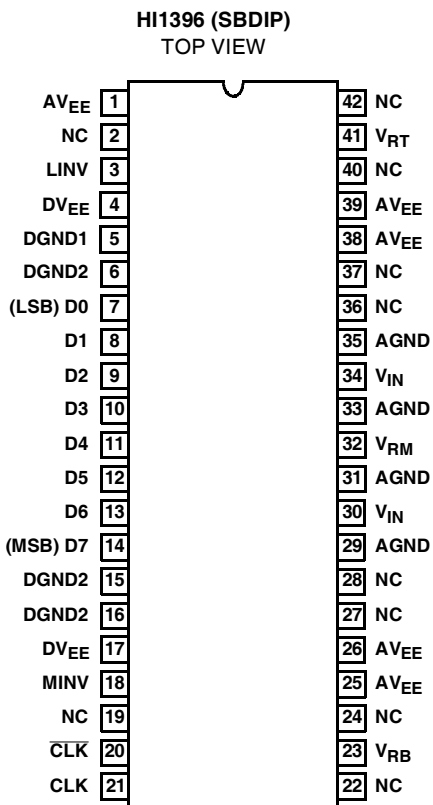 HI1396 (SBDIP)
TOP VIEW
AVEE 1 42 NC
NC 2 41 VRT
LINV 3 40 NC
DVEE 4 39 AVEE
DGND1 5 38 AVEE
DGND2 6 37 NC
(LSB) D0 7 36 NC
D1 8 35 AGND
D2 9 34 VIN
D3 10 33 AGND
D4 11 32 VRM
D5 12 31 AGND
D6 13 30 VIN
(MSB) D7 14 29 AGND
DGND2 15 28 NC
DGND2 16 27 NC
DVEE 17 26 AVEE
MINV 18 25 AVEE
NC 19 24 NC
C̅L̅K̅ 20 23 VRB
CLK 21 22 NC